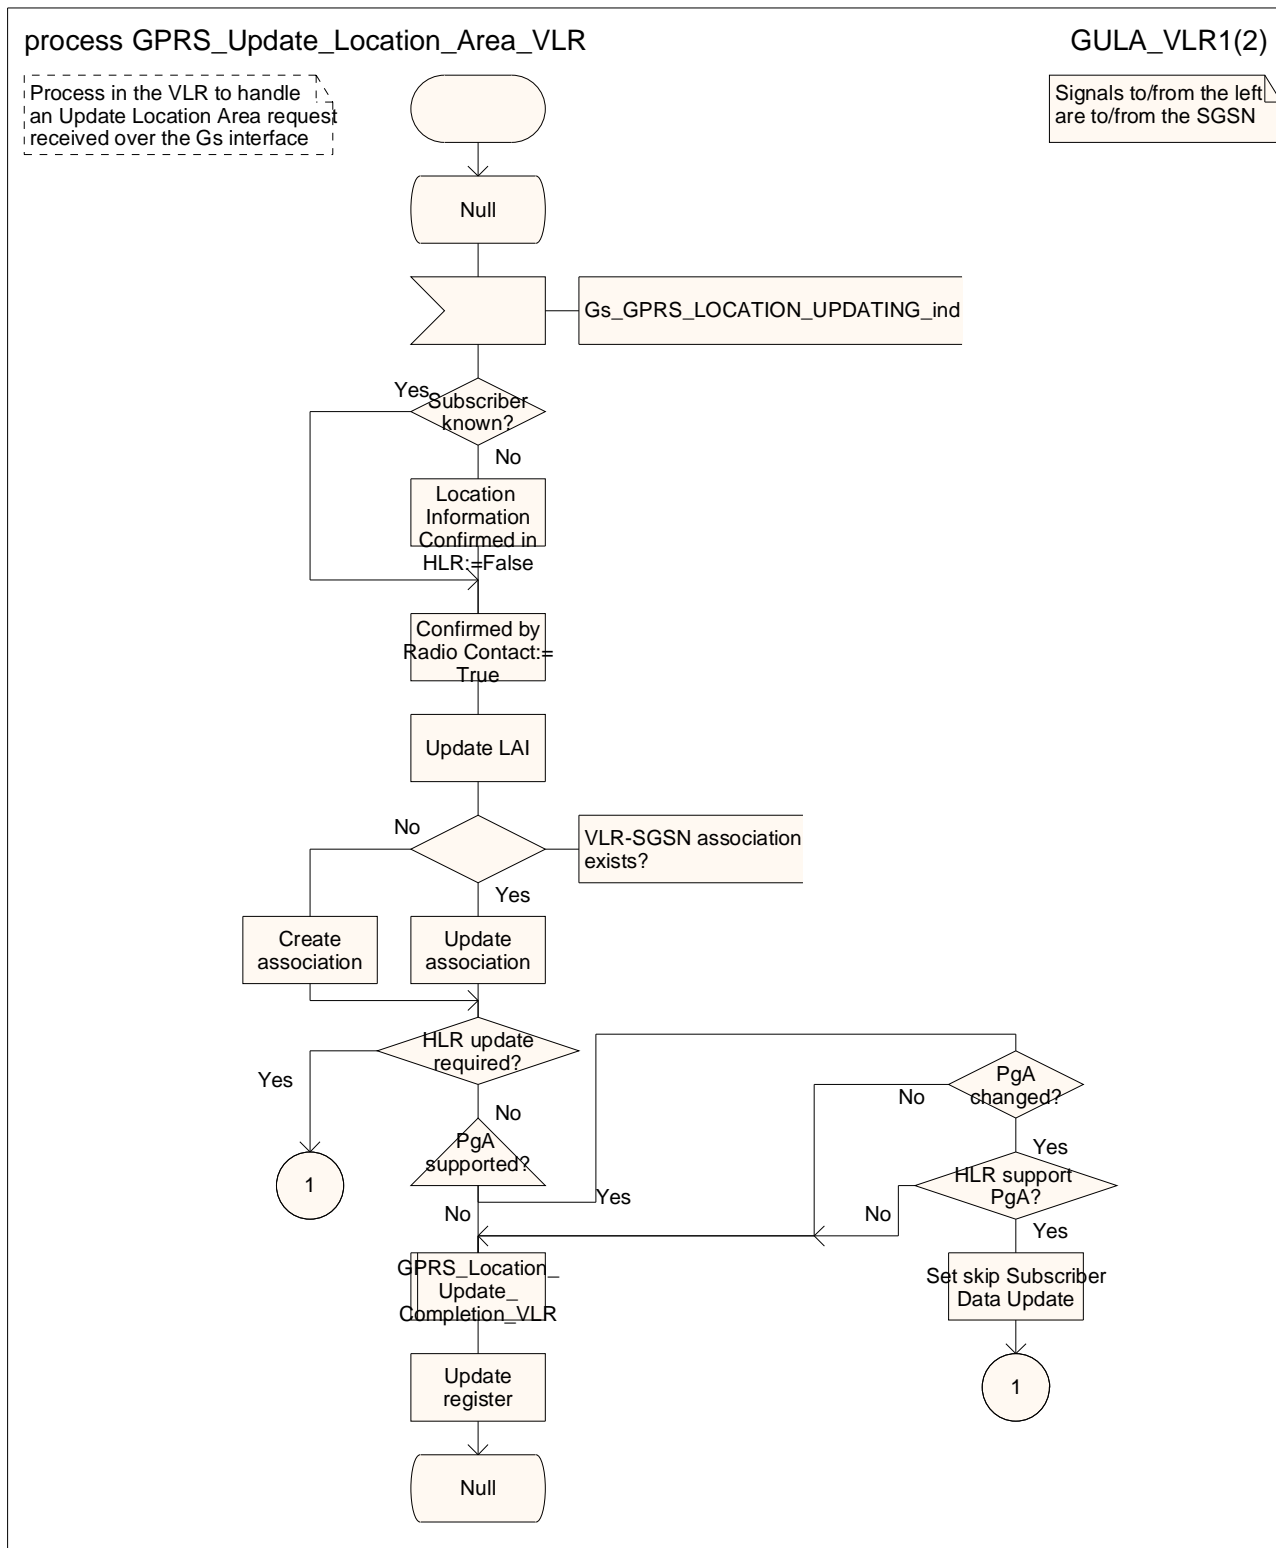 process GPRS_Update_Location_Area_VLR
GULA_VLR1(2)
Process in the VLR to handle
an Update Location Area request
received over the Gs interface
Signals to/from the left
are to/from the SGSN
Null
Gs_GPRS_LOCATION_UPDATING_ind
Yes
Subscriber
known?
No
Location
Information
Confirmed in
HLR:=False
Confirmed by
Radio Contact:=
True
Update LAI
No
VLR-SGSN association
exists?
Yes
Create
association
Update
association
HLR update
required?
Yes
No
PgA
changed?
No
Yes
PgA
supported?
1
HLR support
PgA?
Yes
No
No
Yes
GPRS_Location_
Update_
Completion_VLR
Set skip Subscriber
Data Update
Update
register
1
Null